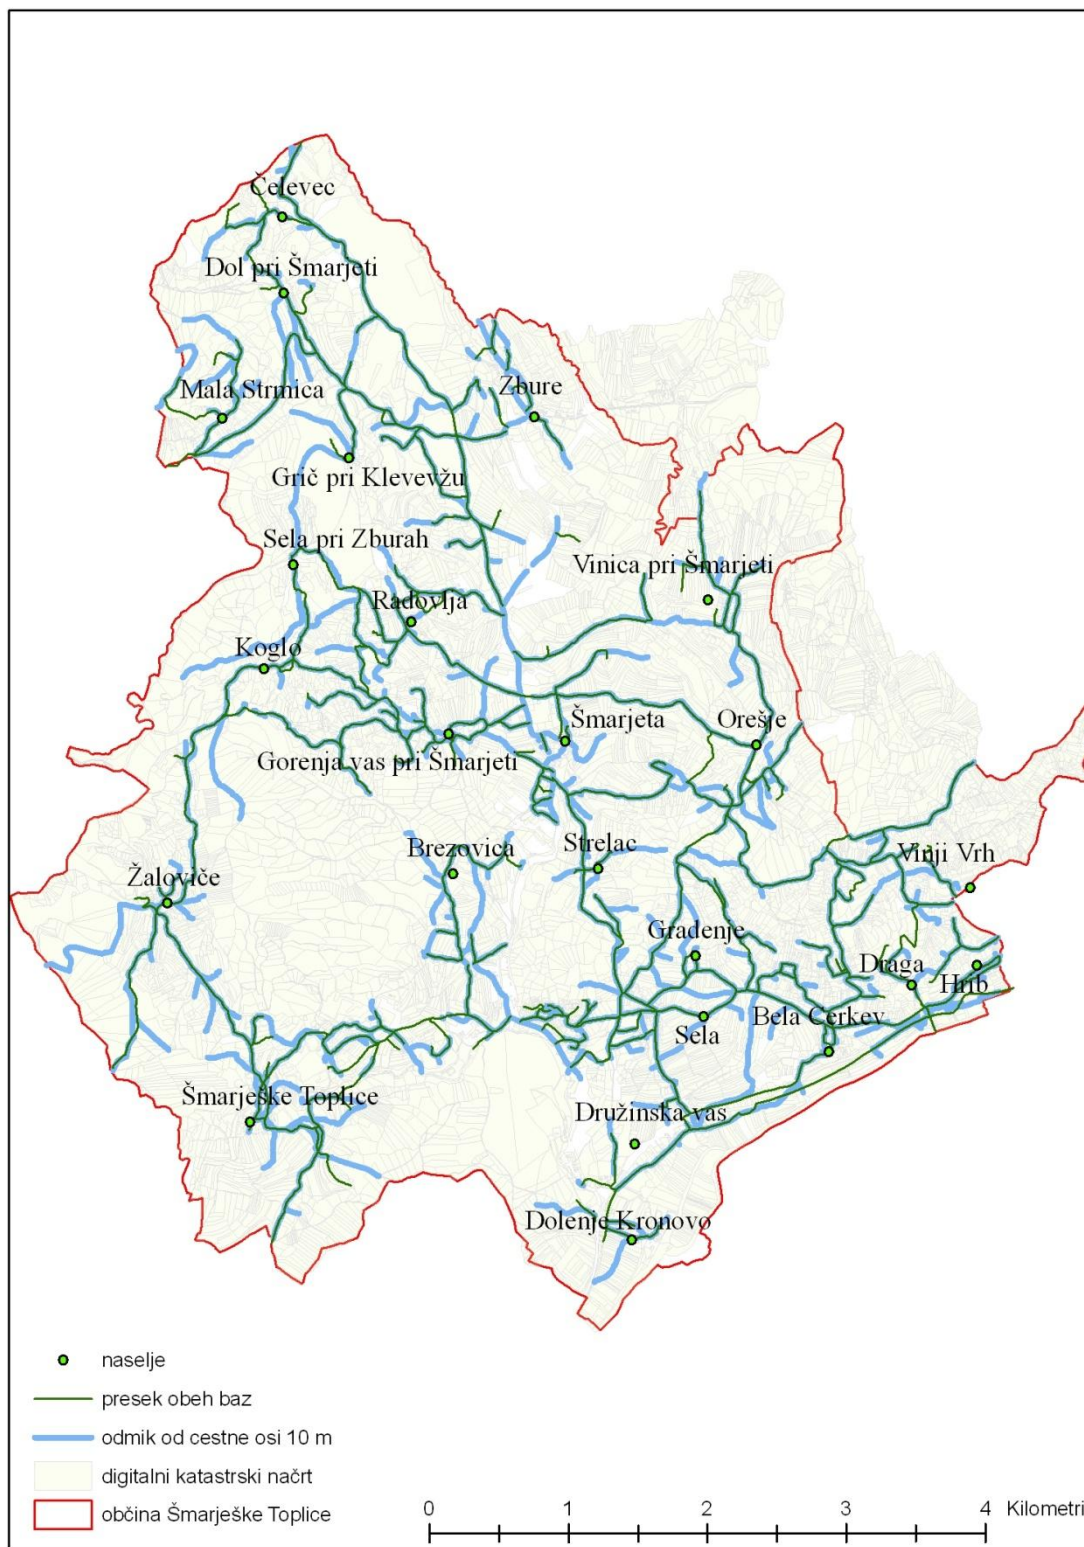 Čelevec
Dol pri Šmarjeti
Mala Strmica
Zbure
Grič pri Klevevžu
Sela pri Zburah
Vinica pri Šmarjeti
Radovlja
Koglo
Šmarjeta
Orešje
Gorenja vas pri Šmarjeti
Brezovica
Strelac
Vinji Vrh
Žaloviče
Gradenje
Draga
Hrib
Bela Cerkev
Sela
Šmarješke Toplice
Družinska vas
Dolenje Kronovo
naselje
presek obeh baz
odmik od cestne osi 10 m
digitalni katastrski načrt
občina Šmarješke Toplice
0 1 2 3 4 Kilometri